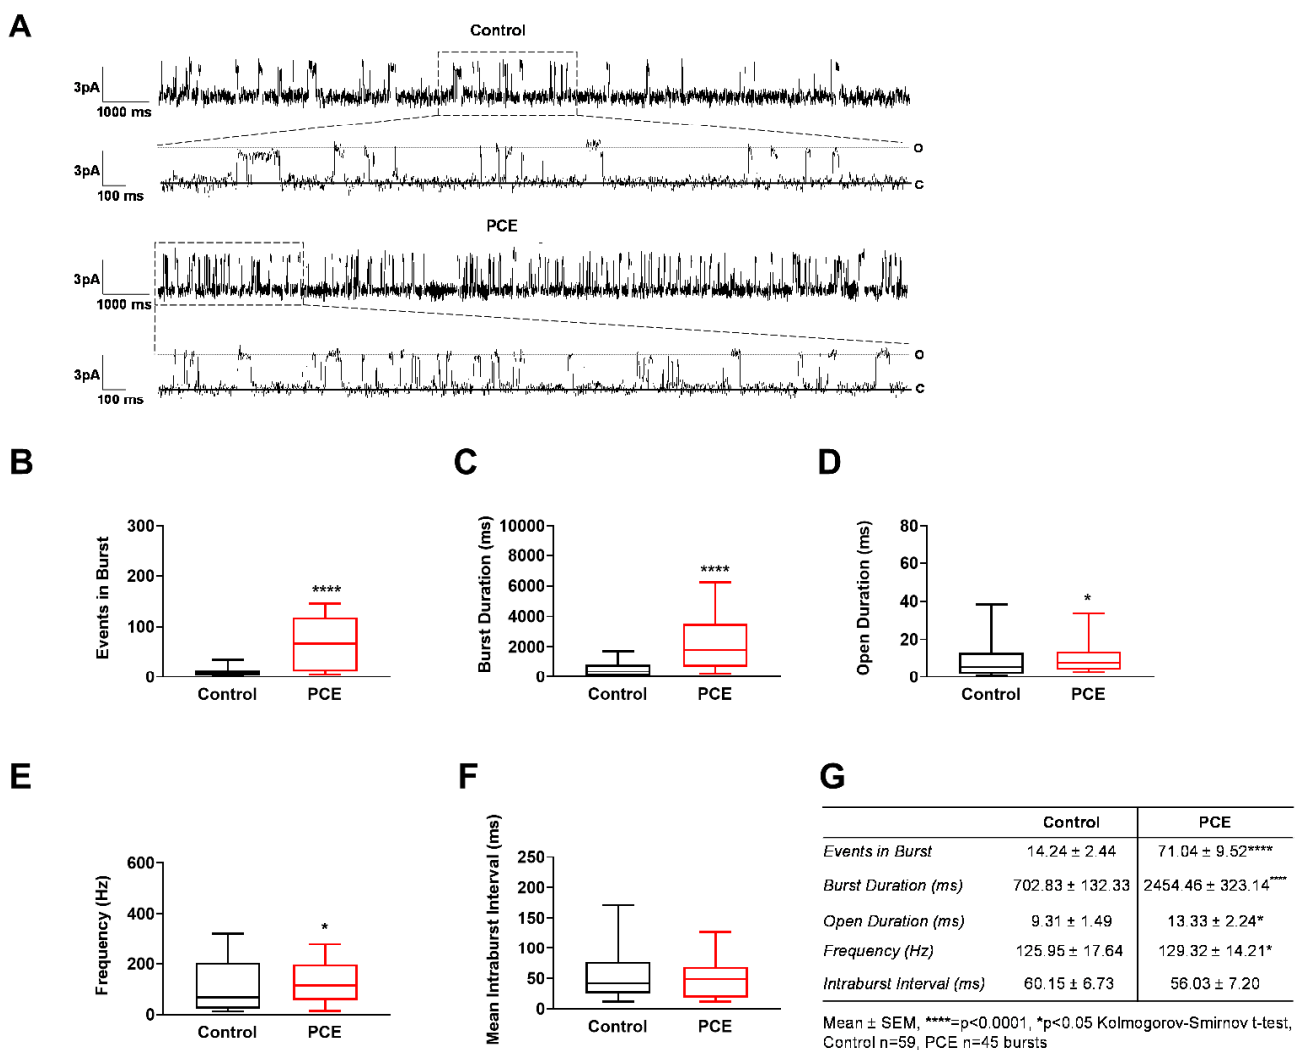 A
Control
3pA
1000 ms
O
3pA
C
100 ms
PCE
3pA
1000 ms
O
3pA
C
100 ms
B
C
D
Events in Burst
300
200
100
0
****
Control
PCE
Burst Duration (ms)
10000
8000
6000
4000
2000
0
****
Control
PCE
Open Duration (ms)
80
60
40
20
0
*
Control
PCE
E
F
G
Frequency (Hz)
600
400
200
0
*
Control
PCE
Mean Intraburst Interval (ms)
250
200
150
100
50
0
Control
PCE
Control PCE
Events in Burst 14.24 ± 2.44 71.04 ± 9.52****
Burst Duration (ms) 702.83 ± 132.33 2454.46 ± 323.14****
Open Duration (ms) 9.31 ± 1.49 13.33 ± 2.24*
Frequency (Hz) 125.95 ± 17.64 129.32 ± 14.21*
Intraburst Interval (ms) 60.15 ± 6.73 56.03 ± 7.20
Mean ± SEM, ****=p<0.0001, *p<0.05 Kolmogorov-Smirnov t-test,
Control n=59, PCE n=45 bursts